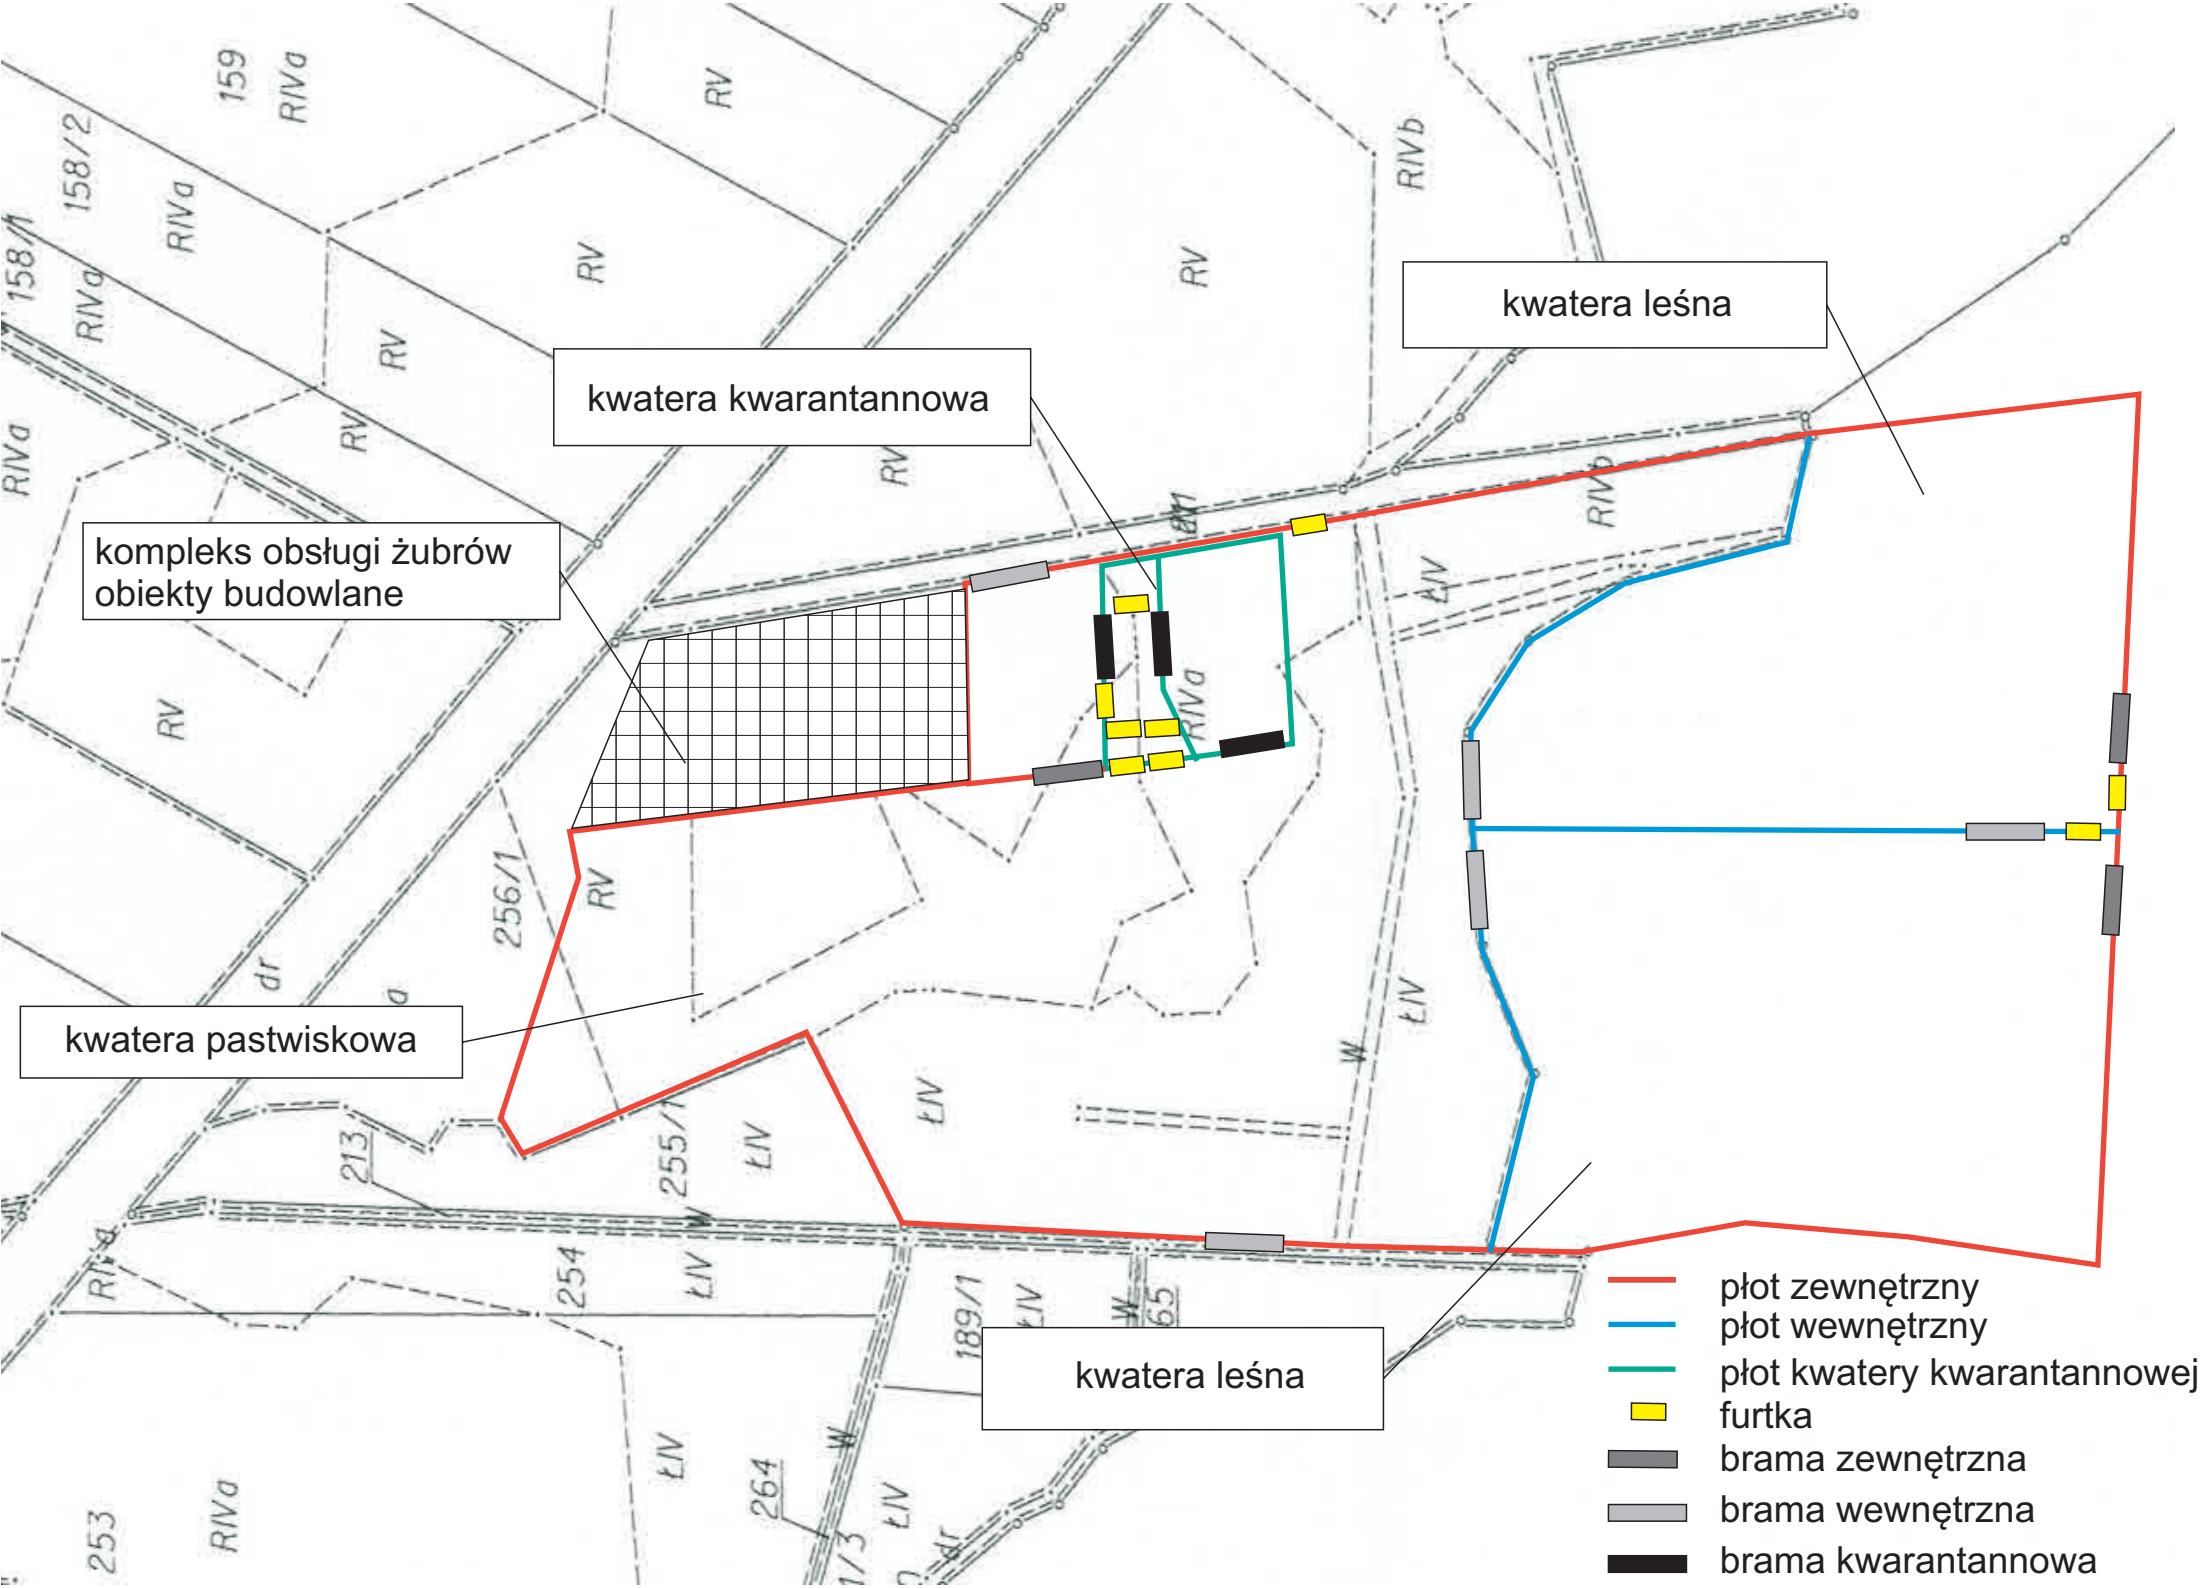 159
RIVa
RV
158/2
RIVa
RIVb
158/1
RIVa
RV
RV
kwatera leśna
RV
kwatera kwarantannowa
RIVa
RV
RV
RIVb
kompleks obsługi żubrów
obiekty budowlane
ŁIV
RV
RIVa
256/1
RV
dr
a
ŁIV
kwatera pastwiskowa
W
ŁIV
213
255/1
ŁIV
W
RIVa
254
ŁIV
189/1
ŁIV
W
65
płot zewnętrzny
płot wewnętrzny
kwatera leśna
płot kwatery kwarantannowej
furtka
W
ŁIV
brama zewnętrzna
264
ŁIV
brama wewnętrzna
253
RIVa
dr
1/3
brama kwarantannowa